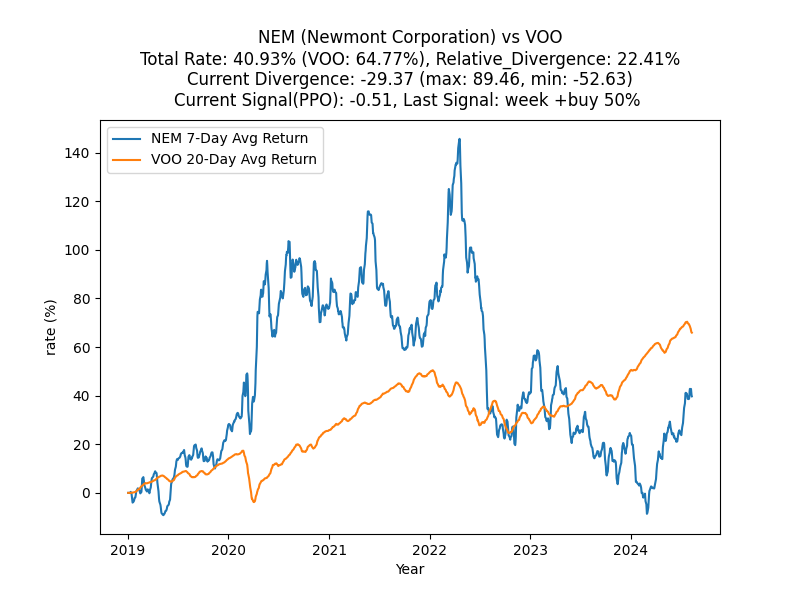 NEM (Newmont Corporation) vs VOO
Total Rate: 40.93% (VOO: 64.77%), Relative_Divergence: 22.41%
Current Divergence: -29.37 (max: 89.46, min: -52.63)
Current Signal(PPO): -0.51, Last Signal: week +buy 50%
NEM 7-Day Avg Return
VOO 20-Day Avg Return
140
120
100
80
60
40
20
0
rate (%)
2019 2020 2021 2022 2023 2024
Year